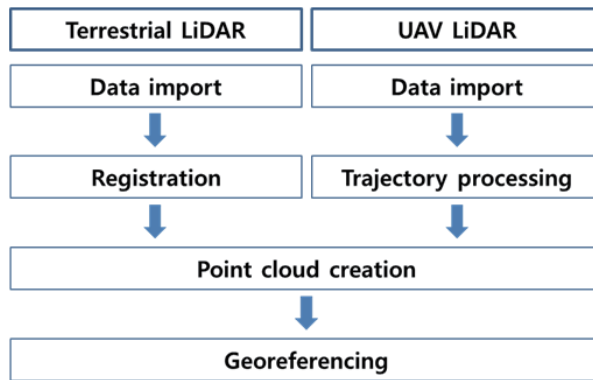 Terrestrial LiDAR
UAV LiDAR
Data import
Data import
Registration
Trajectory processing
Point cloud creation
Georeferencing